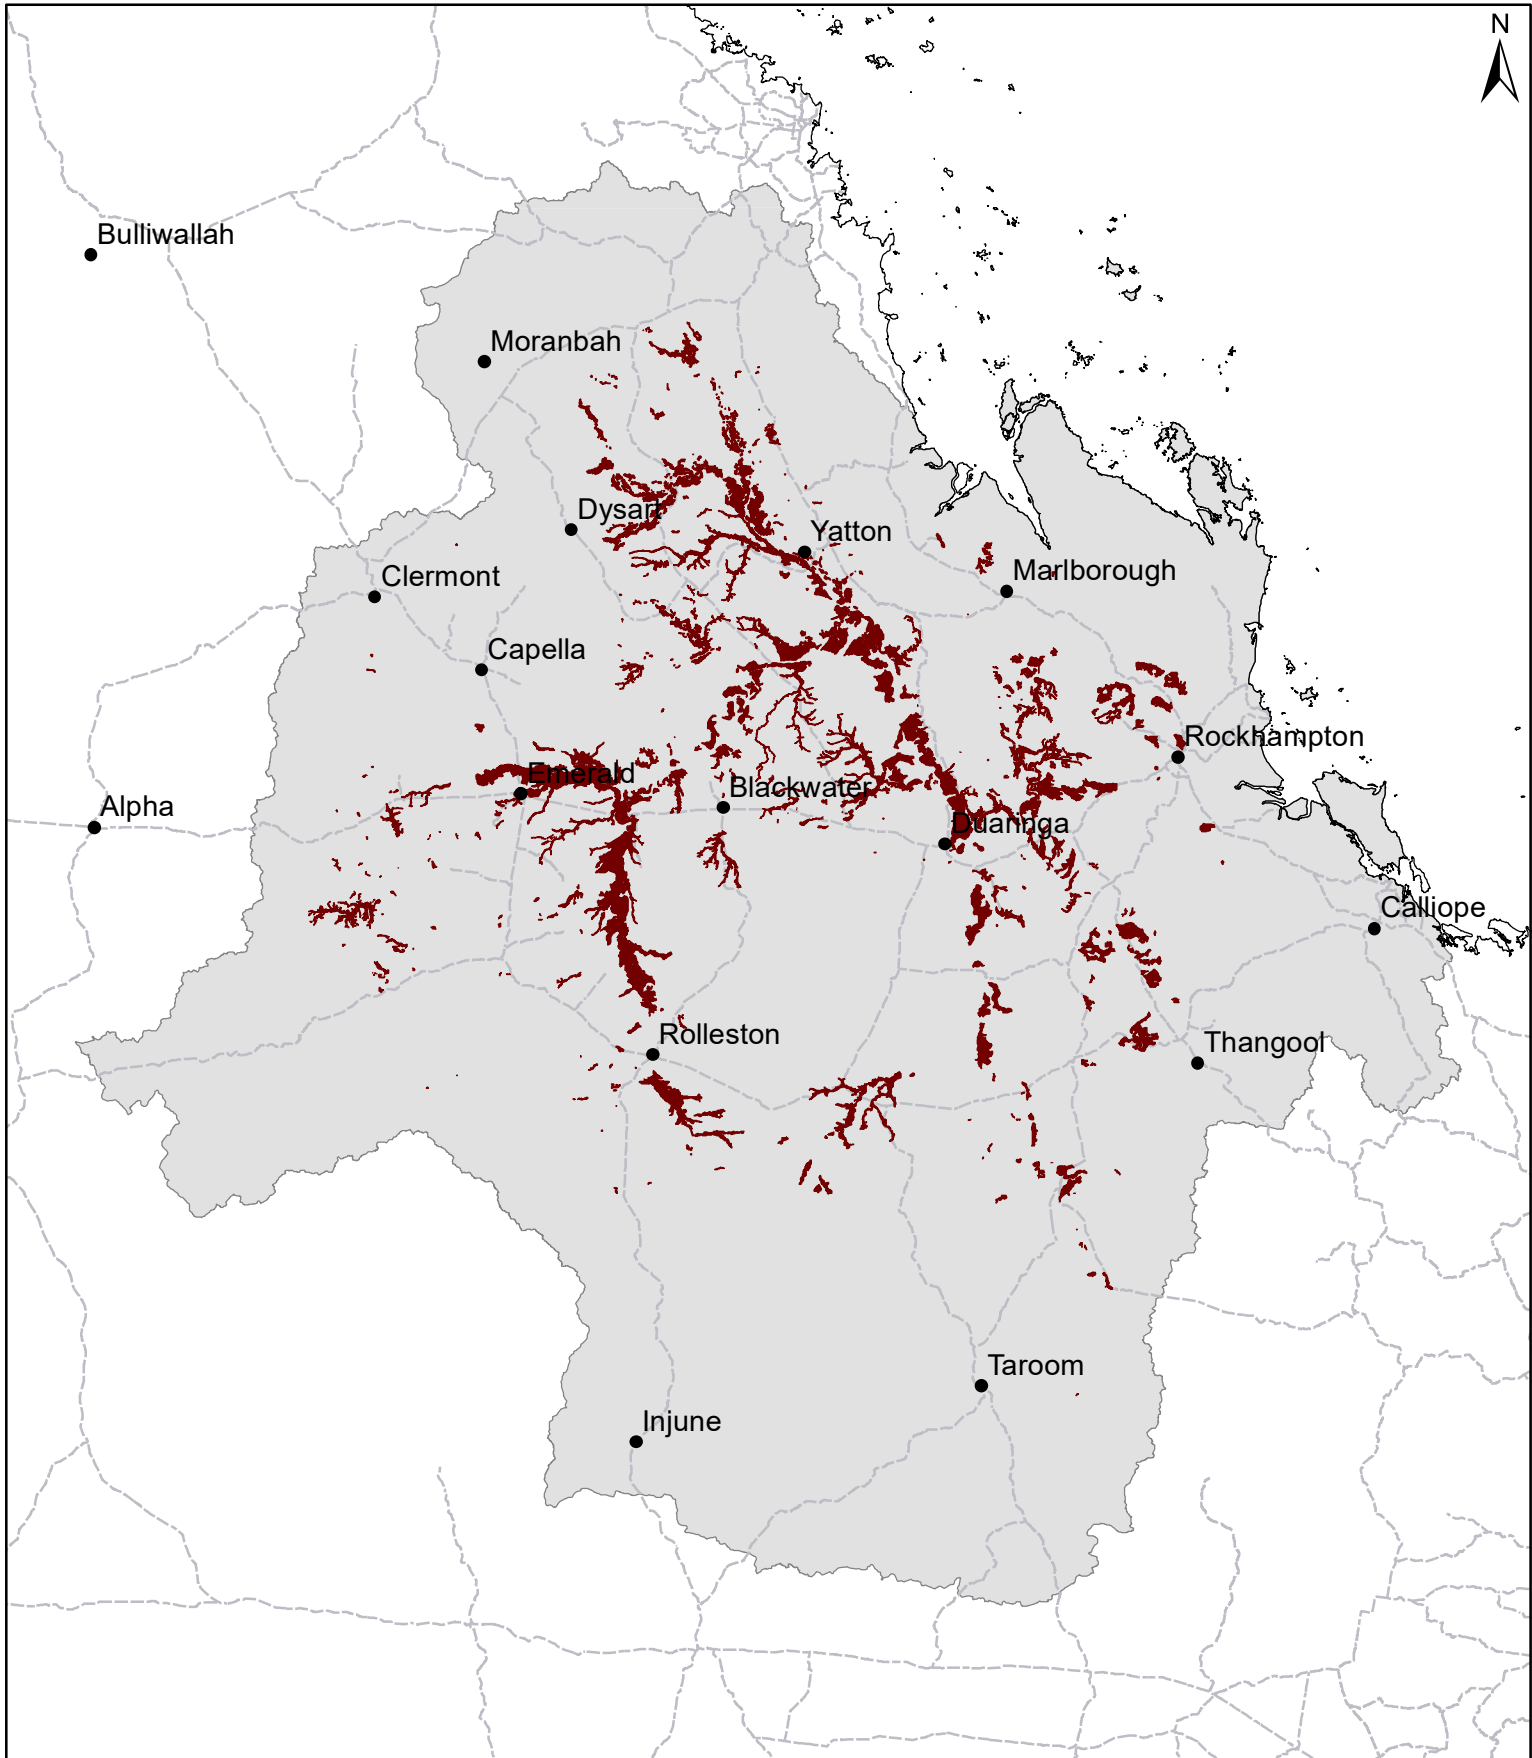 N
Bulliwallah
Moranbah
Dysart
Yatton
Clermont
Marlborough
Capella
Rockhampton
Emerald
Blackwater
Alpha
Duaringa
Calliope
Rolleston
Thangool
Taroom
Injune